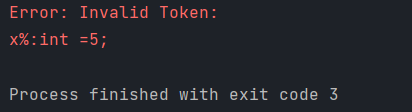 Error: Invalid Token:
x%:int =5;
Process finished with exit code 3